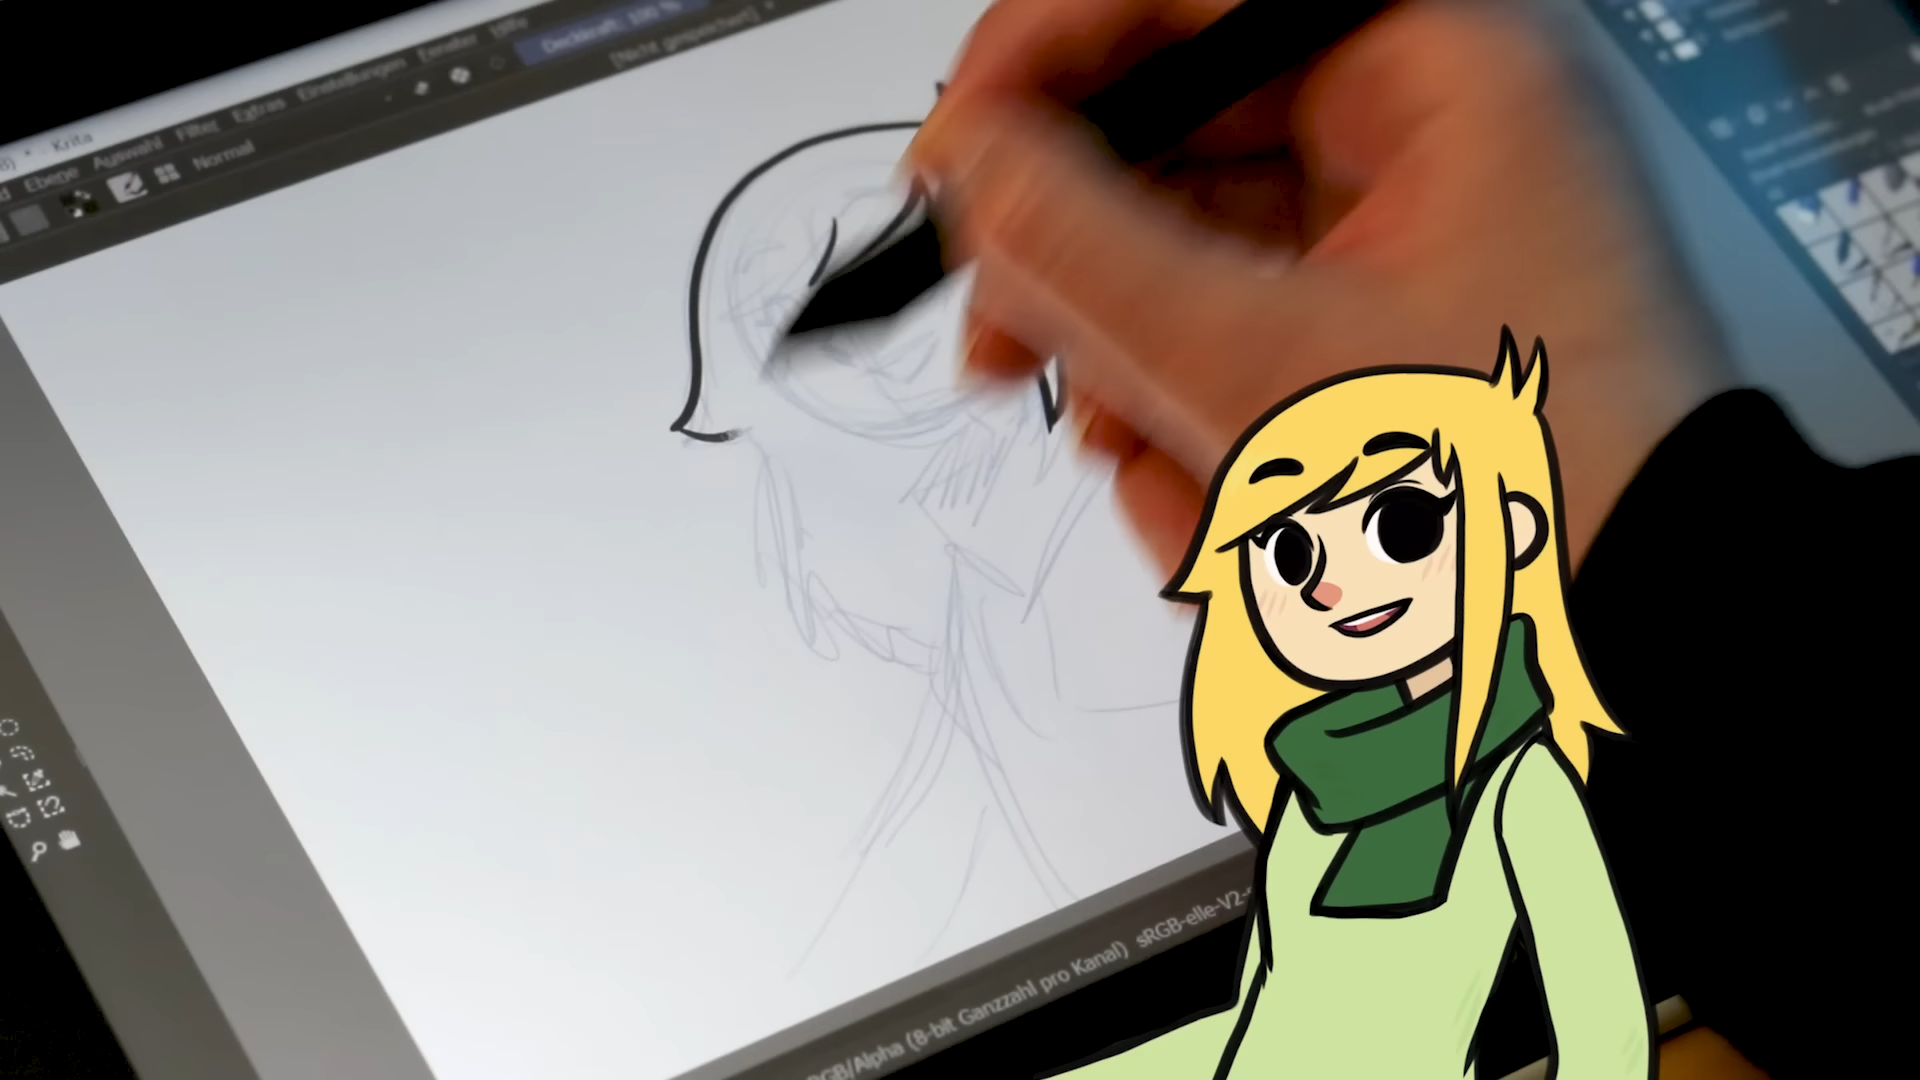 * - Krita
Ebene Auswahl Filter Extras Einstellungen Fenster Hilfe
Normal
Deckkraft: 100 %
[Nicht gespeichert]
RGB/Alpha (8-bit Ganzzahl pro Kanal) sRGB-elle-V2-